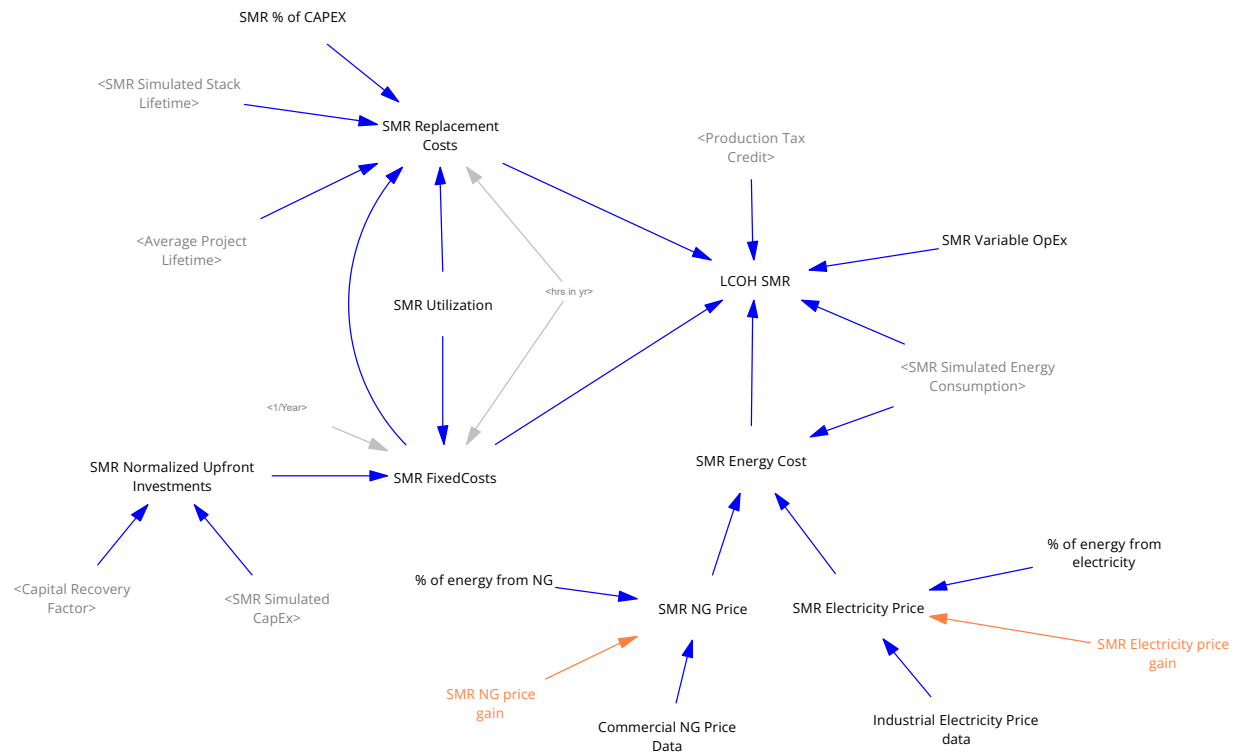 SMR % of CAPEX
<SMR Simulated Stack
Lifetime>
SMR Replacement
Costs
<Production Tax
Credit>
<Average Project
Lifetime>
SMR Variable OpEx
LCOH SMR
<hrs in yr>
SMR Utilization
<SMR Simulated Energy
Consumption>
<1/Year>
SMR Normalized Upfront
Investments
SMR FixedCosts
SMR Energy Cost
<Capital Recovery
Factor>
<SMR Simulated
CapEx>
% of energy from NG
SMR NG Price
SMR Electricity Price
% of energy from
electricity
SMR NG price
gain
Commercial NG Price
Data
Industrial Electricity Price
data
SMR Electricity price
gain